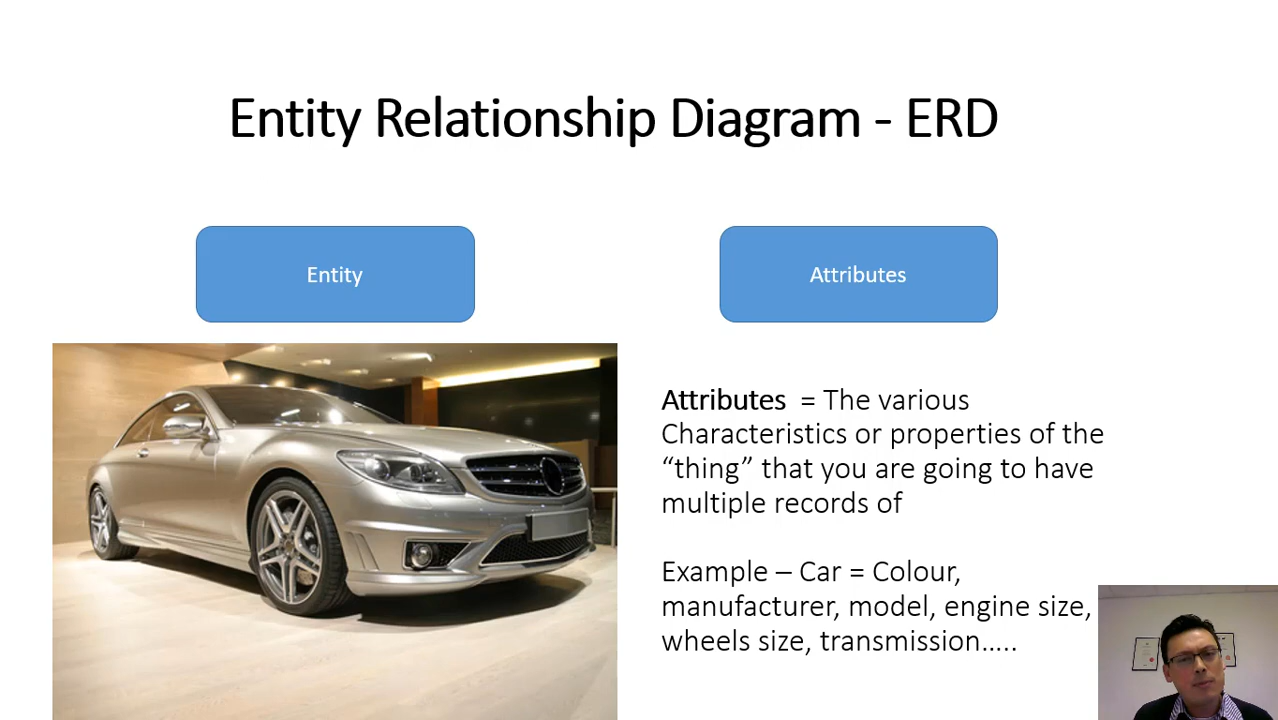 Entity Relationship Diagram - ERD
Entity
Attributes
Attributes = The various
Characteristics or properties of the
“thing” that you are going to have
multiple records of
Example – Car = Colour,
manufacturer, model, engine size,
wheels size, transmission…..